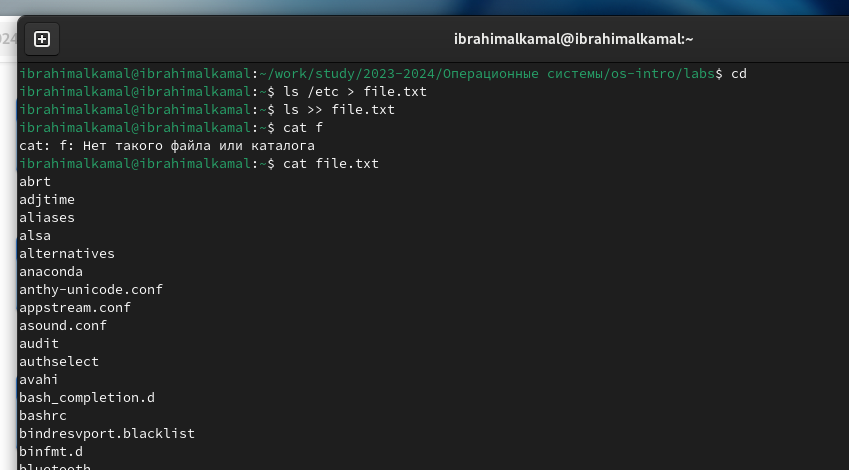 024
ibrahimalkamal@ibrahimalkamal:~
ibrahimalkamal@ibrahimalkamal:~/work/study/2023-2024/Операционные системы/os-intro/labs$ cd
ibrahimalkamal@ibrahimalkamal:~$ ls /etc > file.txt
ibrahimalkamal@ibrahimalkamal:~$ ls >> file.txt
ibrahimalkamal@ibrahimalkamal:~$ cat f
cat: f: Нет такого файла или каталога
ibrahimalkamal@ibrahimalkamal:~$ cat file.txt
abrt
adjtime
aliases
alsa
alternatives
anaconda
anthy-unicode.conf
appstream.conf
asound.conf
audit
authselect
avahi
bash_completion.d
bashrc
bindresvport.blacklist
binfmt.d
bluetooth